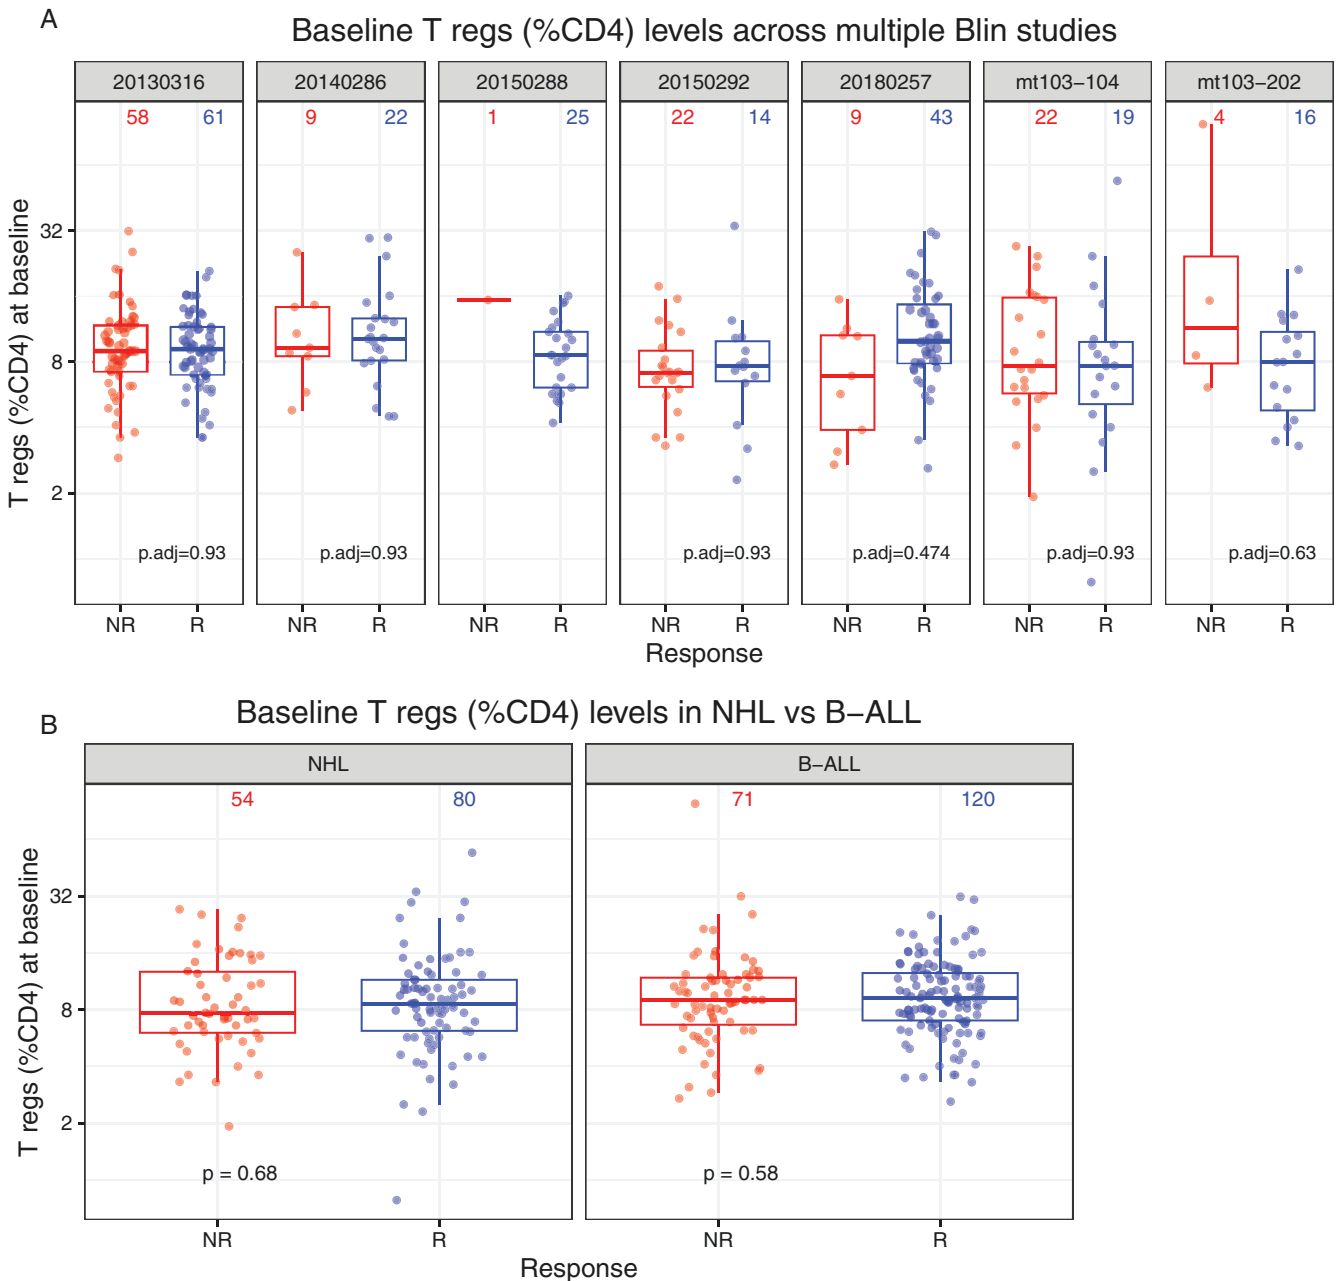 A
Baseline T regs (%CD4) levels across multiple Blin studies
20130316 20140286 20150288 20150292 20180257 mt103−104 mt103−202
58 61 9 22 1 25 22 14 9 43 22 19 4 16
T regs (%CD4) at baseline
32
8
2
p.adj=0.93 p.adj=0.93 p.adj=0.93 p.adj=0.474 p.adj=0.93 p.adj=0.63
NR R NR R NR R NR R NR R NR R NR R
Response
B
Baseline T regs (%CD4) levels in NHL vs B−ALL
NHL B−ALL
54 80 71 120
T regs (%CD4) at baseline
32
8
2
p = 0.68 p = 0.58
NR R NR R
Response